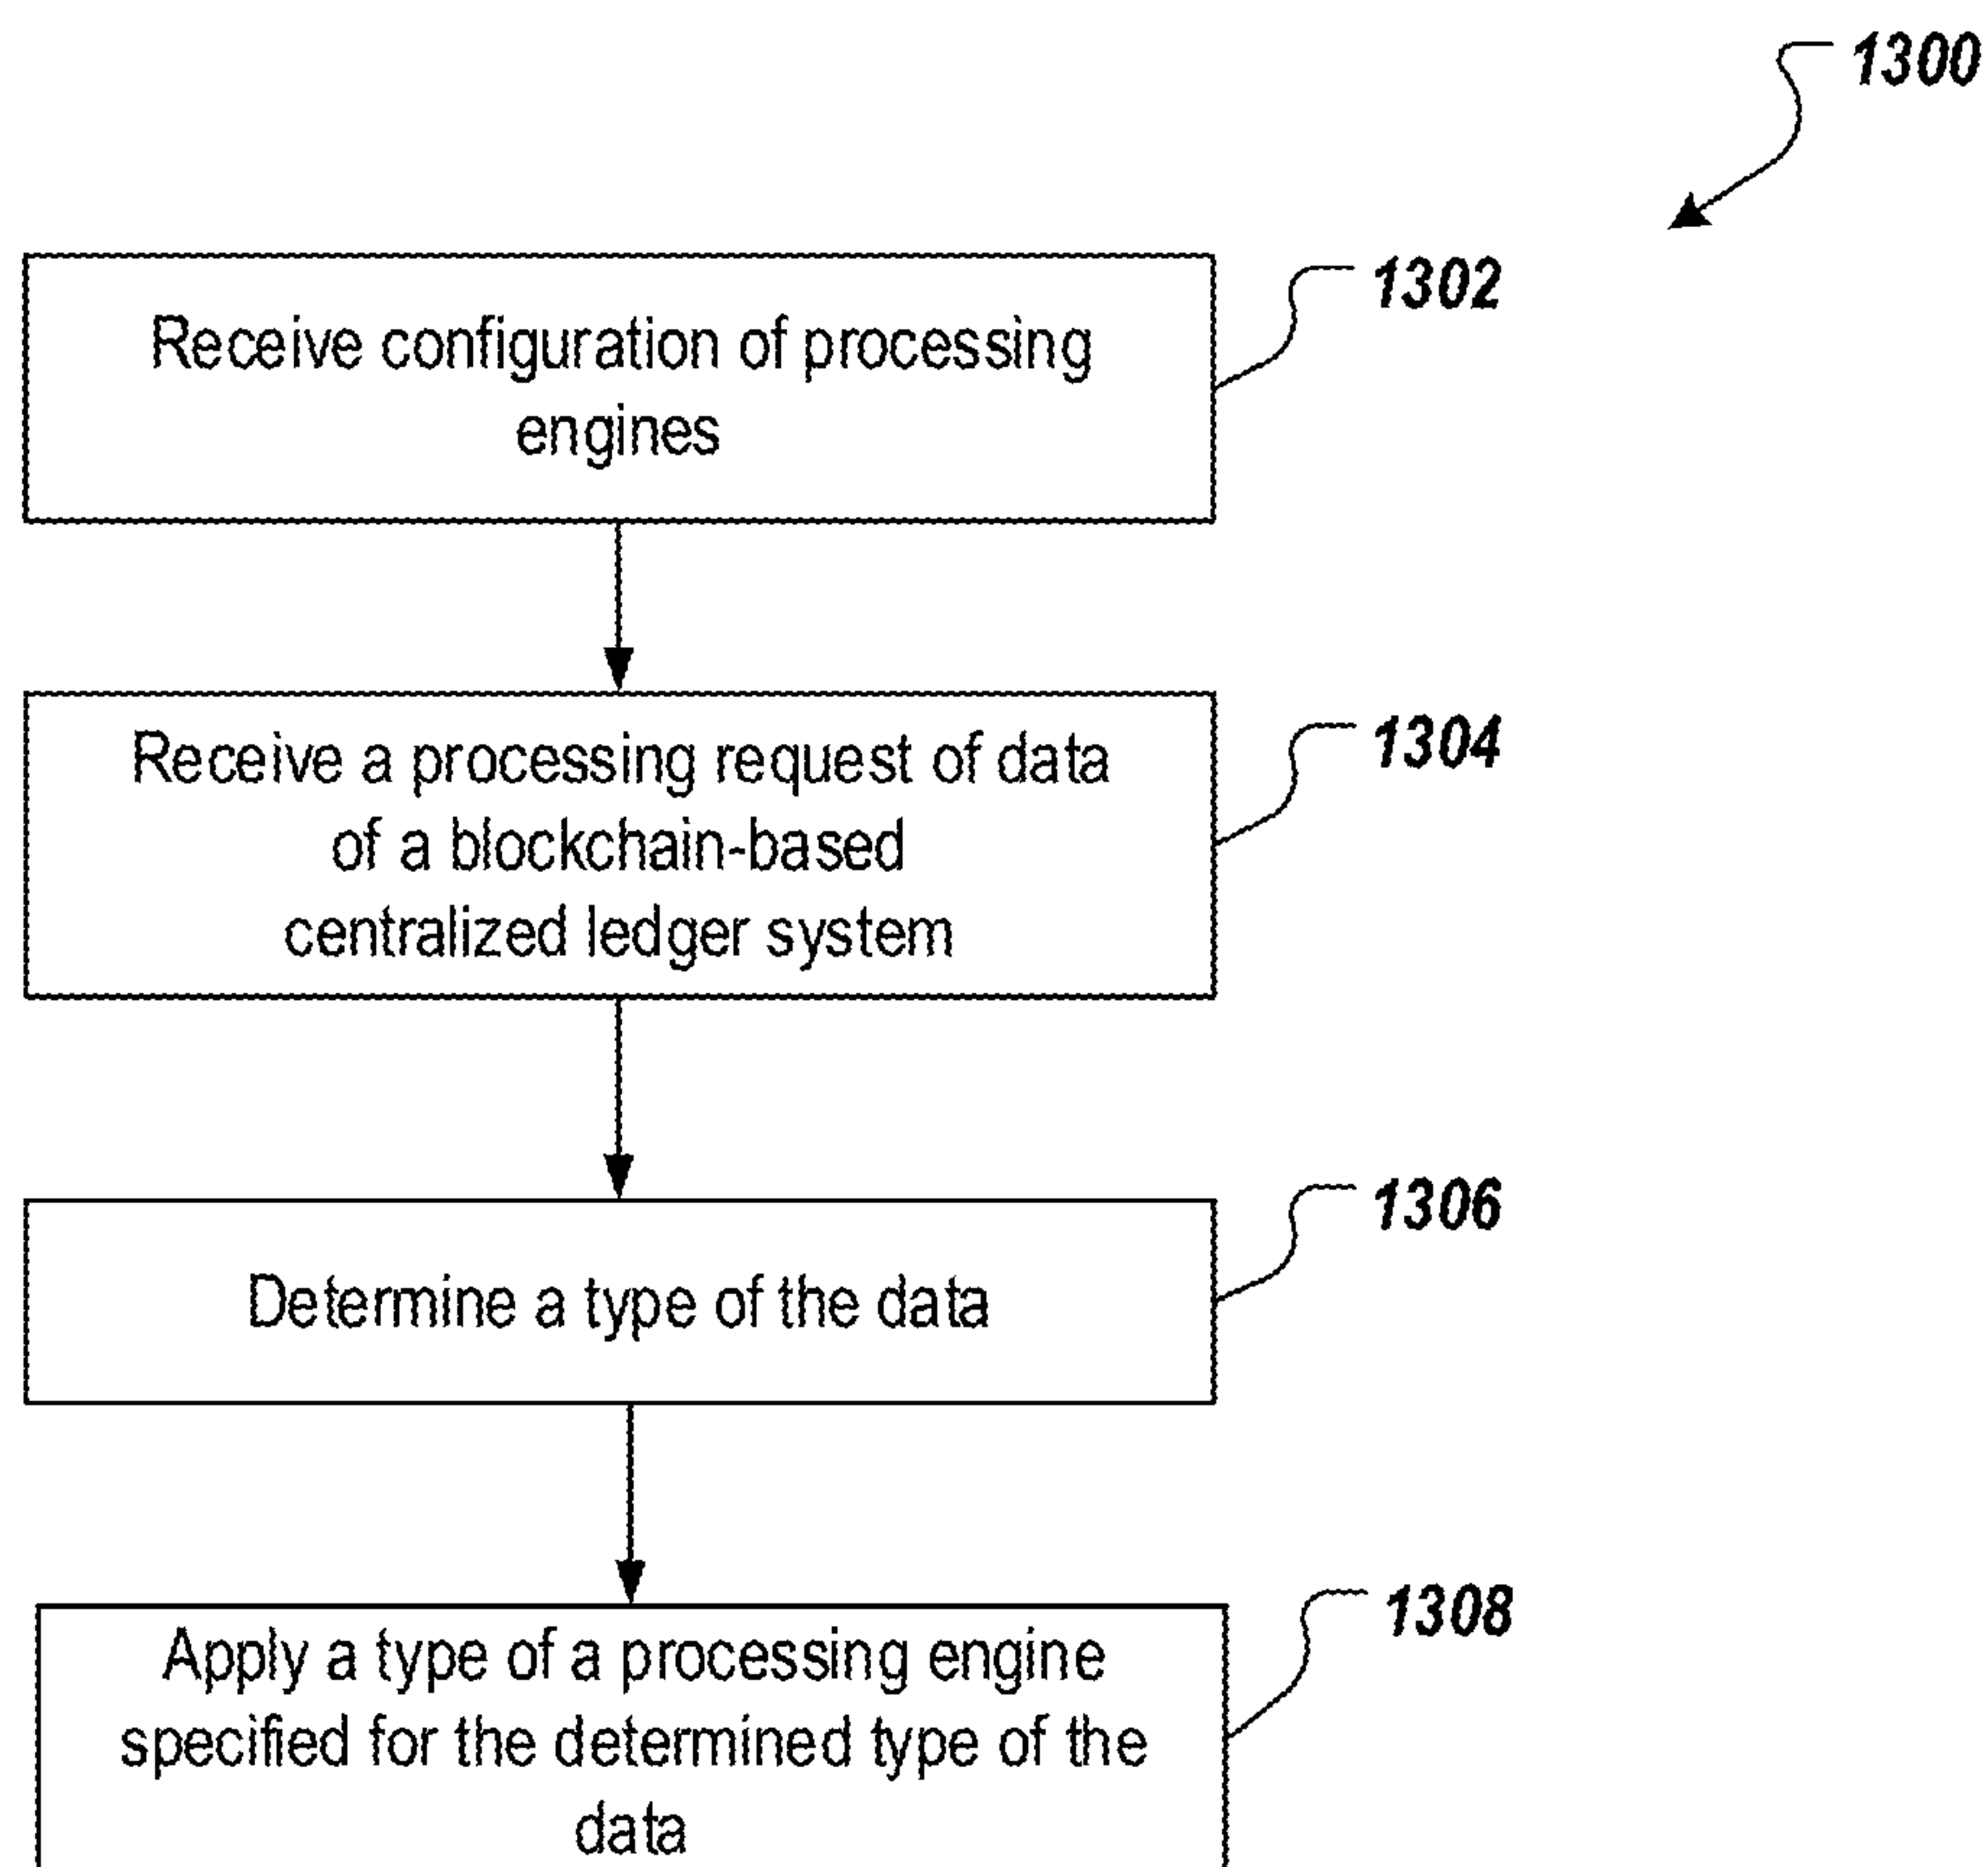 1300
Receive configuration of processing
engines
1302
Receive a processing request of data
of a blockchain-based
centralized ledger system
1304
Determine a type of the data
1306
Apply a type of a processing engine
specified for the determined type of the
data
1308